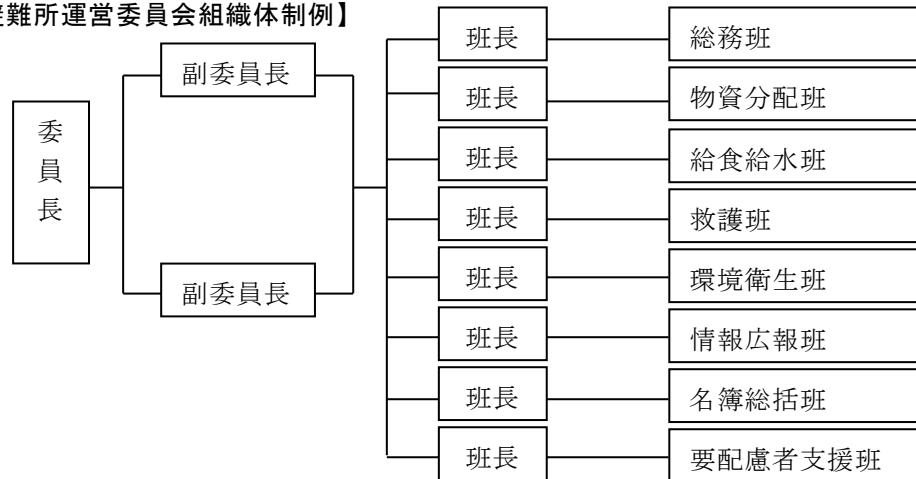 難所運営委員会組織体制例】
委員長
副委員長
副委員長
班長 総務班
班長 物資分配班
班長 給食給水班
班長 救護班
班長 環境衛生班
班長 情報広報班
班長 名簿総括班
班長 要配慮者支援班